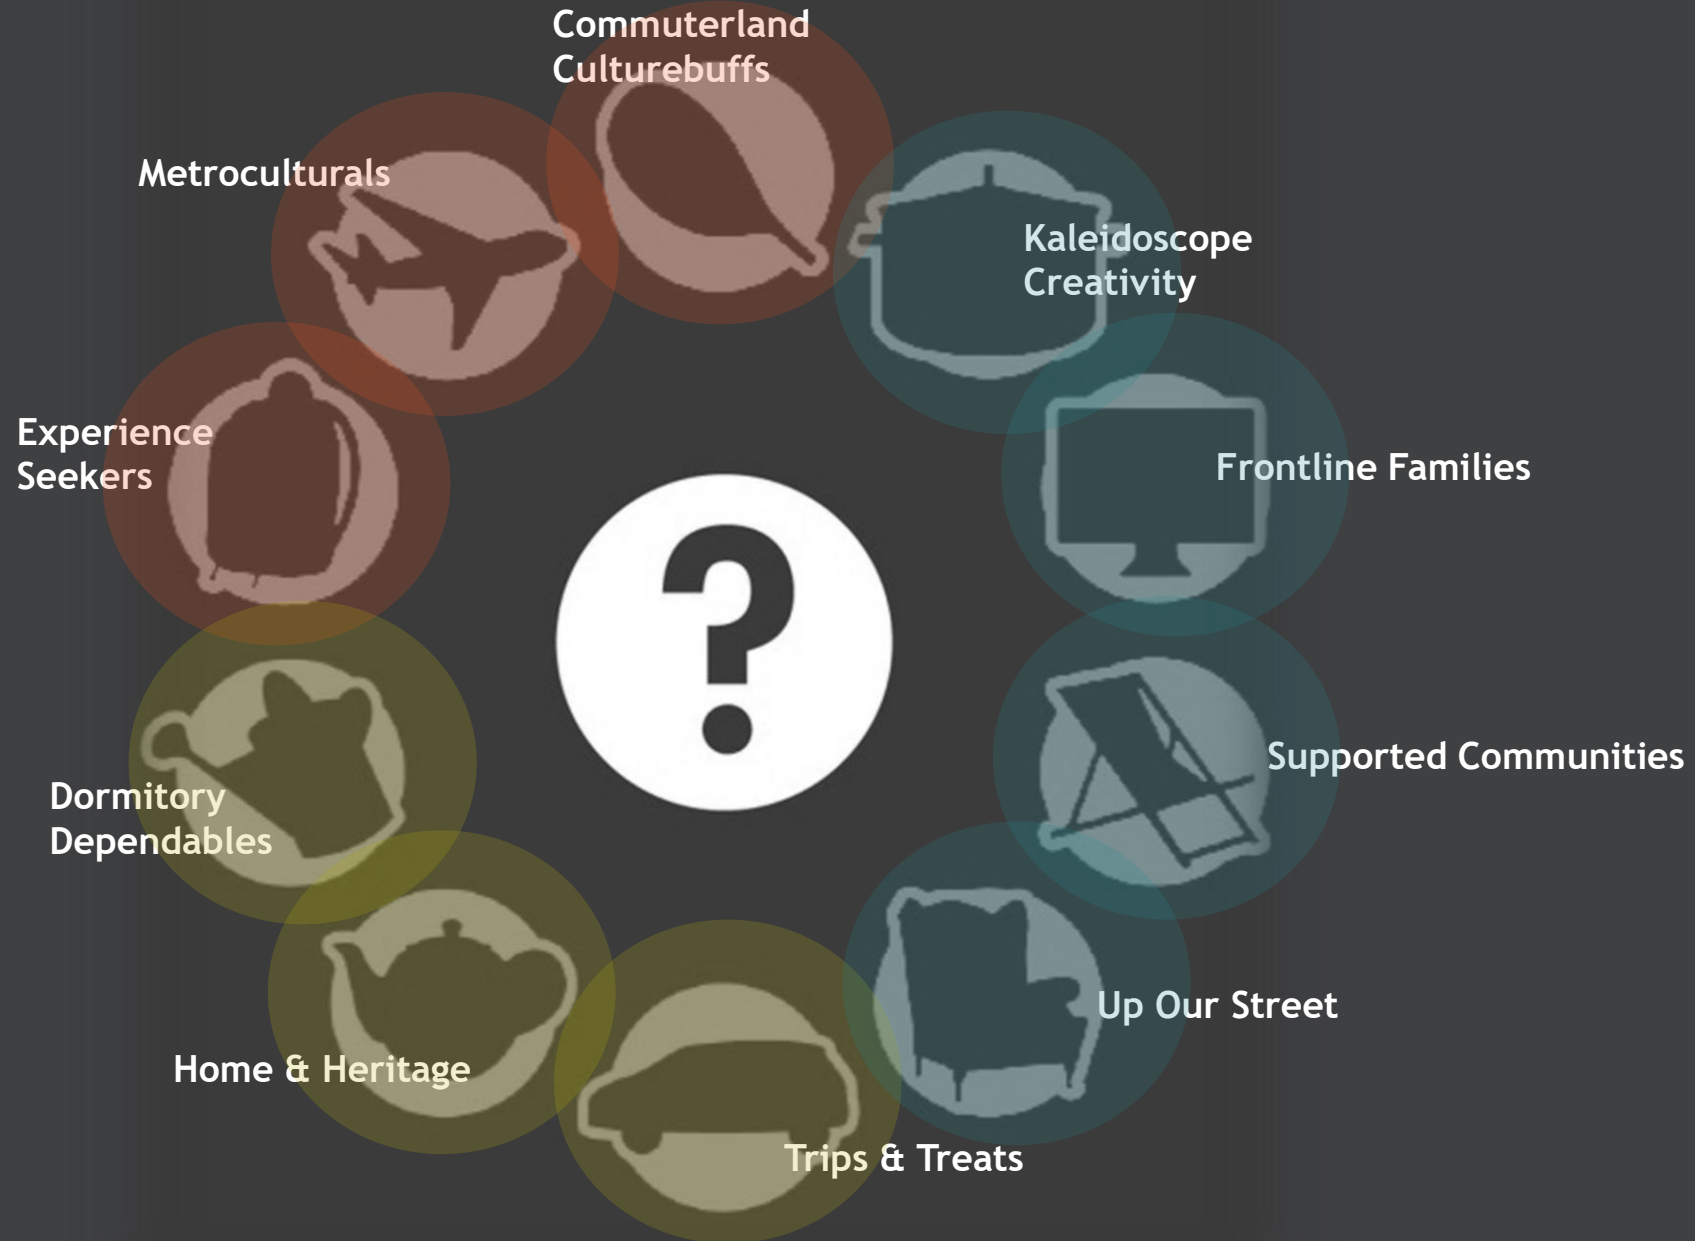 Commuterland
Culturebuffs
Metroculturals
Kaleidoscope
Creativity
Experience
Seekers
Frontline Families
?
Supported Communities
Dormitory
Dependables
Up Our Street
Home & Heritage
Trips & Treats